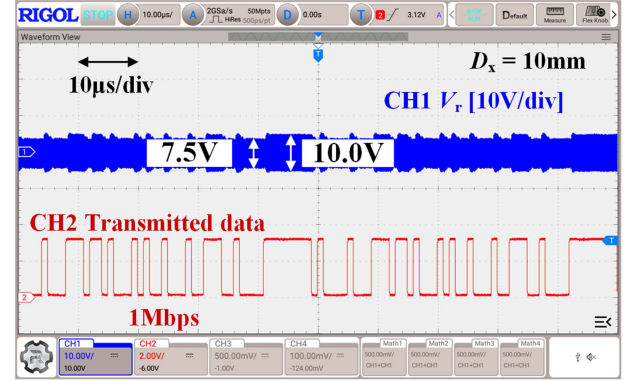 RIGOL STOP H 10.00μs/ A 2GSa/s 50Mpts HiRes 500ps/pt D 0.00s T 2 3.12V A Default Measure Flex Knob
Waveform View
T
10μs/div
Dx = 10mm
CH1 Vr [10V/div]
1
7.5V 10.0V
CH2 Transmitted data
T
2
1Mbps
CH1 CH2 CH3 CH4 Math1 Math2 Math3 Math4
10.00V/ 2.00V/ 500.00mV/ 100.00mV/ 500.00mV/ 500.00mV/ 500.00mV/ 500.00mV/
10.00V -6.00V -1.00V -124.00mV CH1+CH1 CH1+CH1 CH1+CH1 CH1+CH1